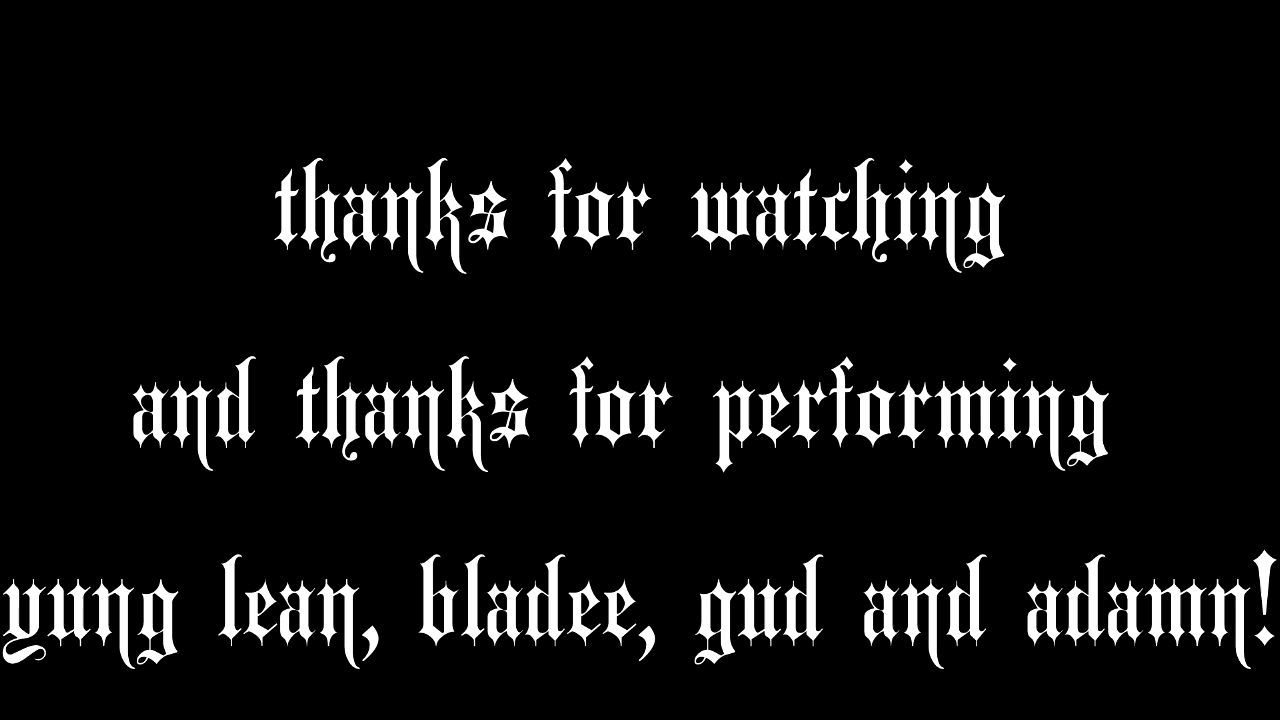 thanks for watching
and thanks for performing
yung lean, bladee, gud and adamn!